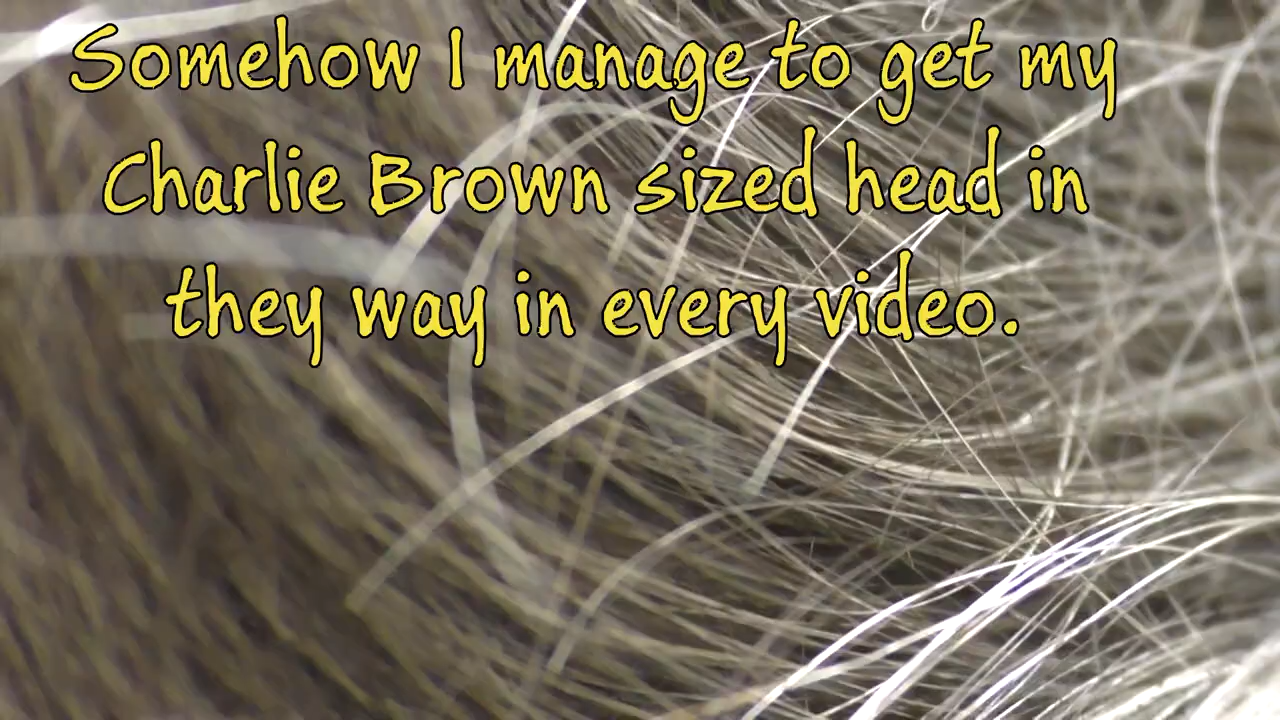 Somehow I manage to get my
Charlie Brown sized head in
they way in every video.